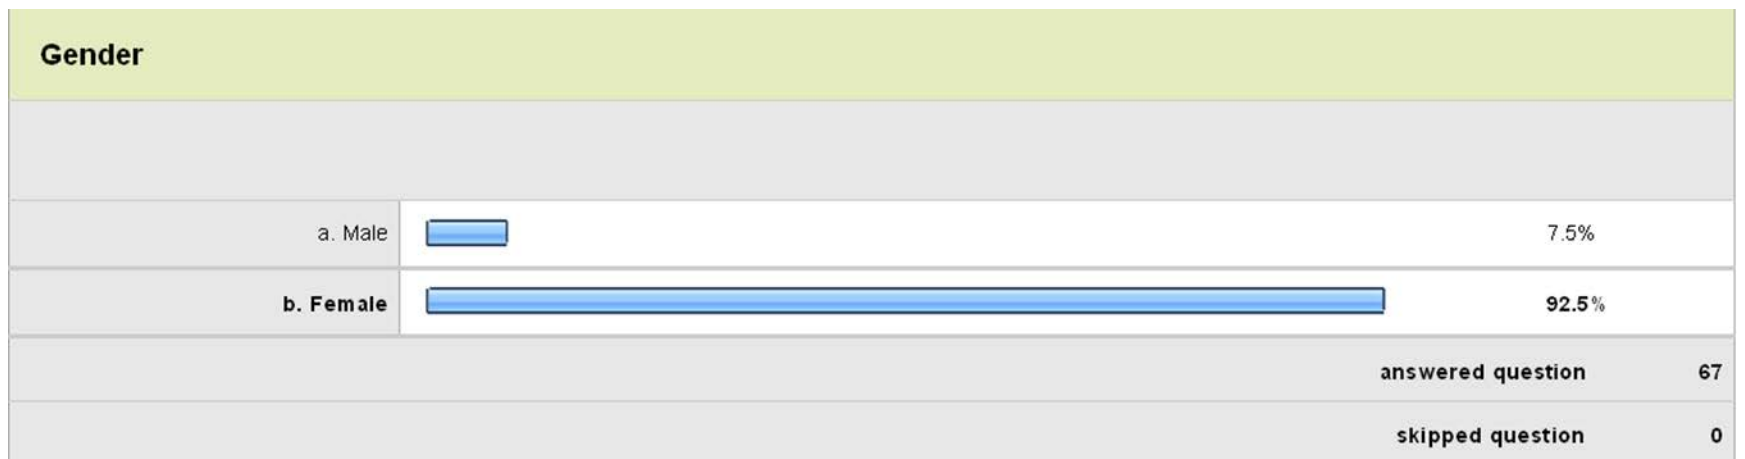 Gender
a. Male 7.5%
b. Female 92.5%
answered question 67
skipped question 0